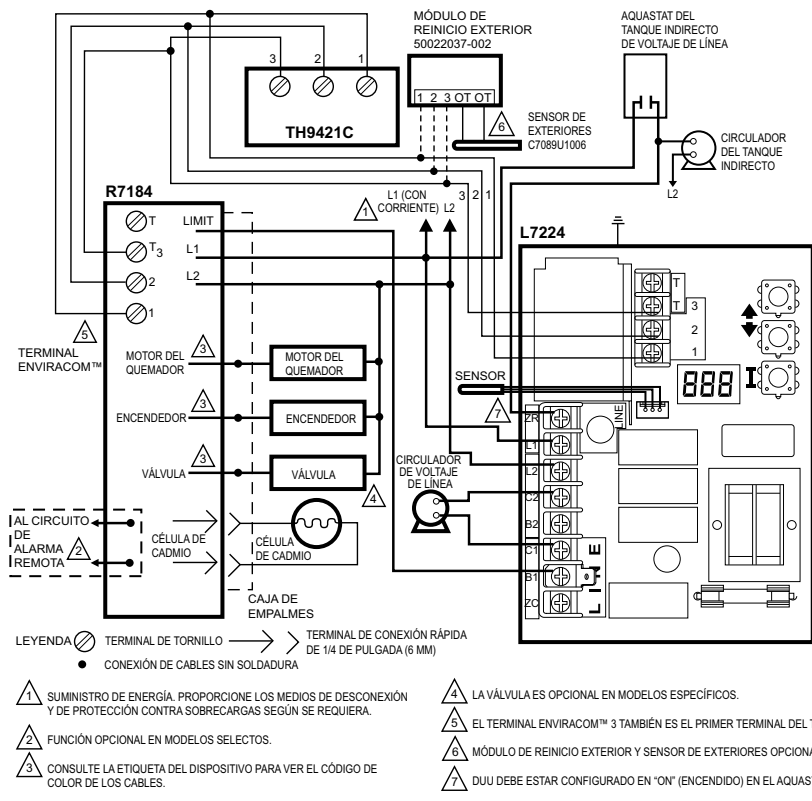 MÓDULO DE
REINICIO EXTERIOR
50022037-002
AQUASTAT DEL
TANQUE INDIRECTO
DE VOLTAJE DE LÍNEA
3 2 1
TH9421C
1 2 3 OT OT
6
SENSOR DE
EXTERIORES
C7089U1006
CIRCULADOR
DEL TANQUE
INDIRECTO
L2
R7184
T
T3
2
1
LIMIT
L1
L2
1
L1 (CON
CORRIENTE)
L2
3 2 1
L7224
T
T
3
2
1
5
TERMINAL
ENVIRACOM™
MOTOR DEL
QUEMADOR
3
MOTOR DEL
QUEMADOR
ENCENDEDOR
3
ENCENDEDOR
VÁLVULA
3
VÁLVULA
4
SENSOR
7
888
LINE
ZR
L1
L2
C2
B2
C1
B1
ZC
LINE
CIRCULADOR
DE VOLTAJE
DE LÍNEA
AL CIRCUITO
DE
ALARMA
REMOTA
2
CÉLULA DE
CADMIO
CÉLULA
DE CADMIO
CAJA DE
EMPALMES
LEYENDA
TERMINAL DE TORNILLO
TERMINAL DE CONEXIÓN RÁPIDA
DE 1/4 DE PULGADA (6 MM)
CONEXIÓN DE CABLES SIN SOLDADURA
1 SUMINISTRO DE ENERGÍA. PROPORCIONE LOS MEDIOS DE DESCONEXIÓN
Y DE PROTECCIÓN CONTRA SOBRECARGAS SEGÚN SE REQUIERA.
2 FUNCIÓN OPCIONAL EN MODELOS SELECTOS.
3 CONSULTE LA ETIQUETA DEL DISPOSITIVO PARA VER EL CÓDIGO DE
COLOR DE LOS CABLES.
4 LA VÁLVULA ES OPCIONAL EN MODELOS ESPECÍFICOS.
5 EL TERMINAL ENVIRACOM™ 3 TAMBIÉN ES EL PRIMER TERMINAL DEL
6 MÓDULO DE REINICIO EXTERIOR Y SENSOR DE EXTERIORES
7 DUU DEBE ESTAR CONFIGURADO EN "ON" (ENCENDIDO) EN EL